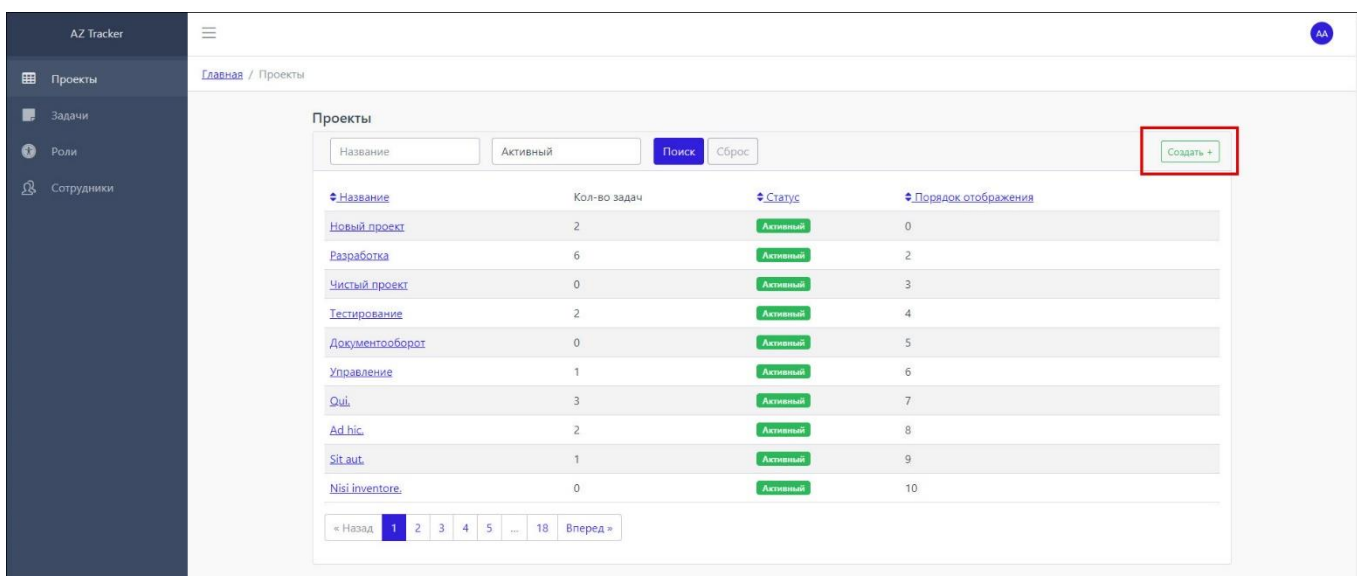 AZ Tracker
AA
Проекты
Задачи
Роли
Сотрудники
Главная / Проекты
Проекты
Название Активный Поиск Сброс Создать +
Название Кол-во задач Статус Порядок отображения
Новый проект 2 Активный 0
Разработка 6 Активный 2
Чистый проект 0 Активный 3
Тестирование 2 Активный 4
Документооборот 0 Активный 5
Управление 1 Активный 6
Qui. 3 Активный 7
Ad hic. 2 Активный 8
Sit aut. 1 Активный 9
Nisi inventore. 0 Активный 10
« Назад 1 2 3 4 5 ... 18 Вперед »